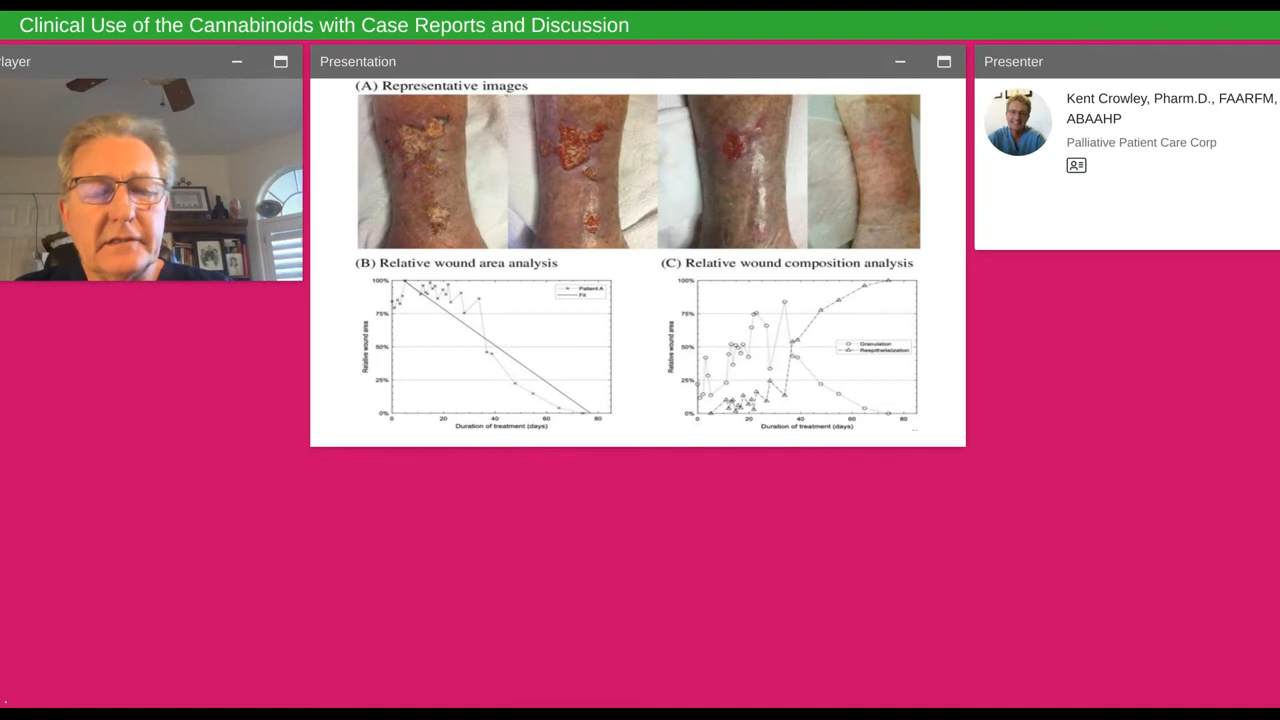 Clinical Use of the Cannabinoids with Case Reports and Discussion
layer
Presentation
Presenter
Kent Crowley, Pharm.D., FAARFM,
ABAAHP
Palliative Patient Care Corp
(A) Representative images
(B) Relative wound area analysis
100%
75%
50%
25%
0%
Relative wound area
0
20
40
60
80
Duration of treatment (days)
Patient A
Fit
(C) Relative wound composition analysis
100%
75%
50%
25%
0%
Relative wound area
0
20
40
60
80
Duration of treatment (days)
Granulation
Reepithelialization